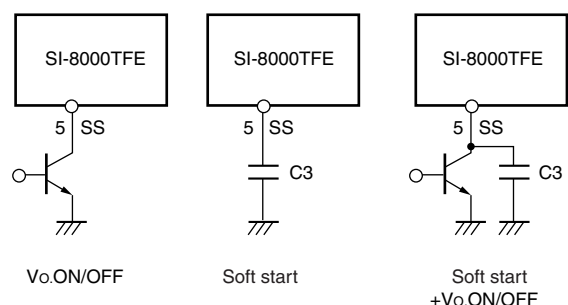 SI-8000TFE
SI-8000TFE
SI-8000TFE
5 SS
5 SS
5 SS
C3
C3
Vo.ON/OFF
Soft start
Soft start
+Vo.ON/OFF